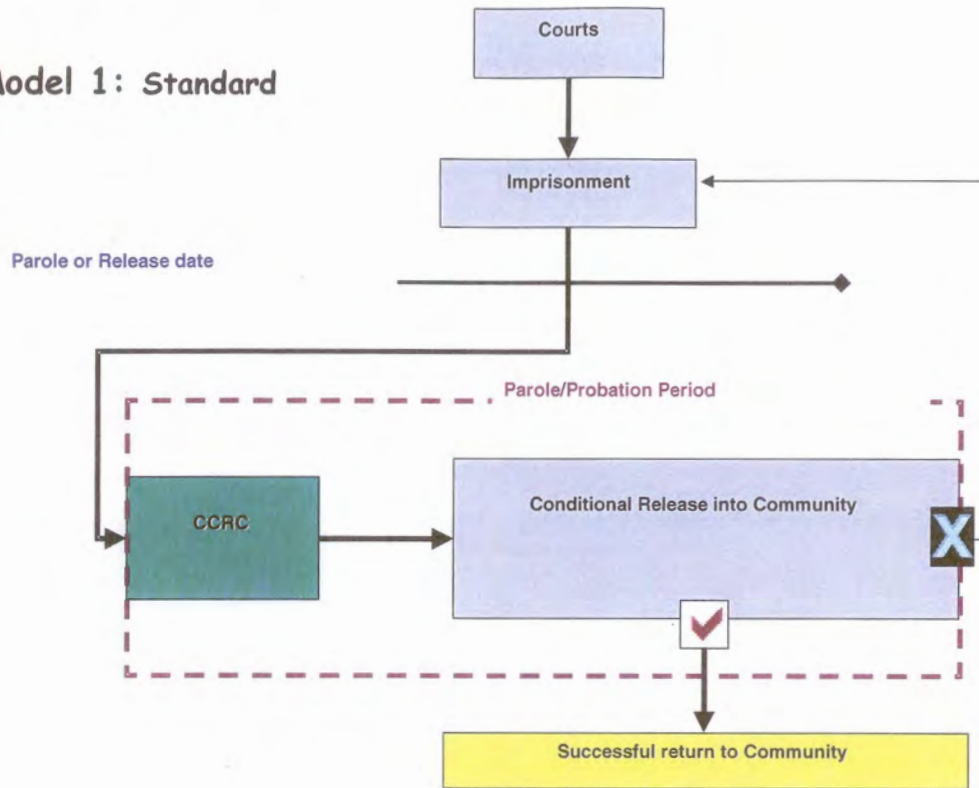 Courts
Model 1: Standard
Imprisonment
Parole or Release date
Parole/Probation Period
CCRC
Conditional Release into Community
X
Successful return to Community